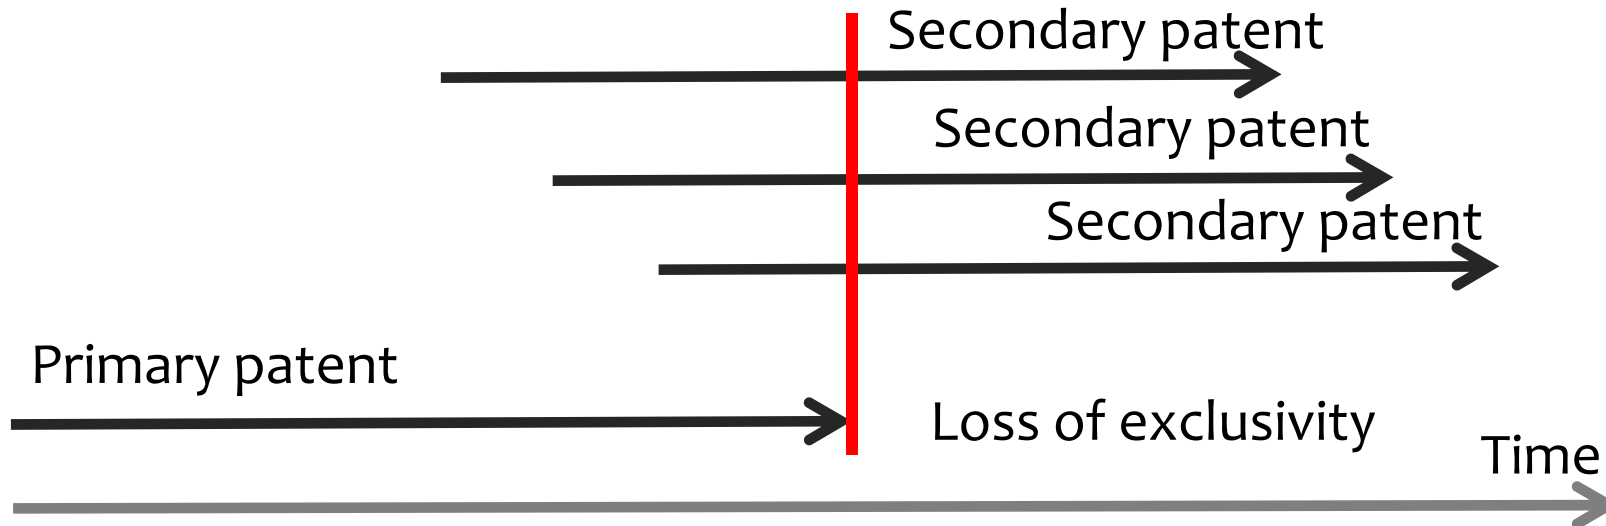 Secondary patent
Secondary patent
Secondary patent
Primary patent
Loss of exclusivity
Time